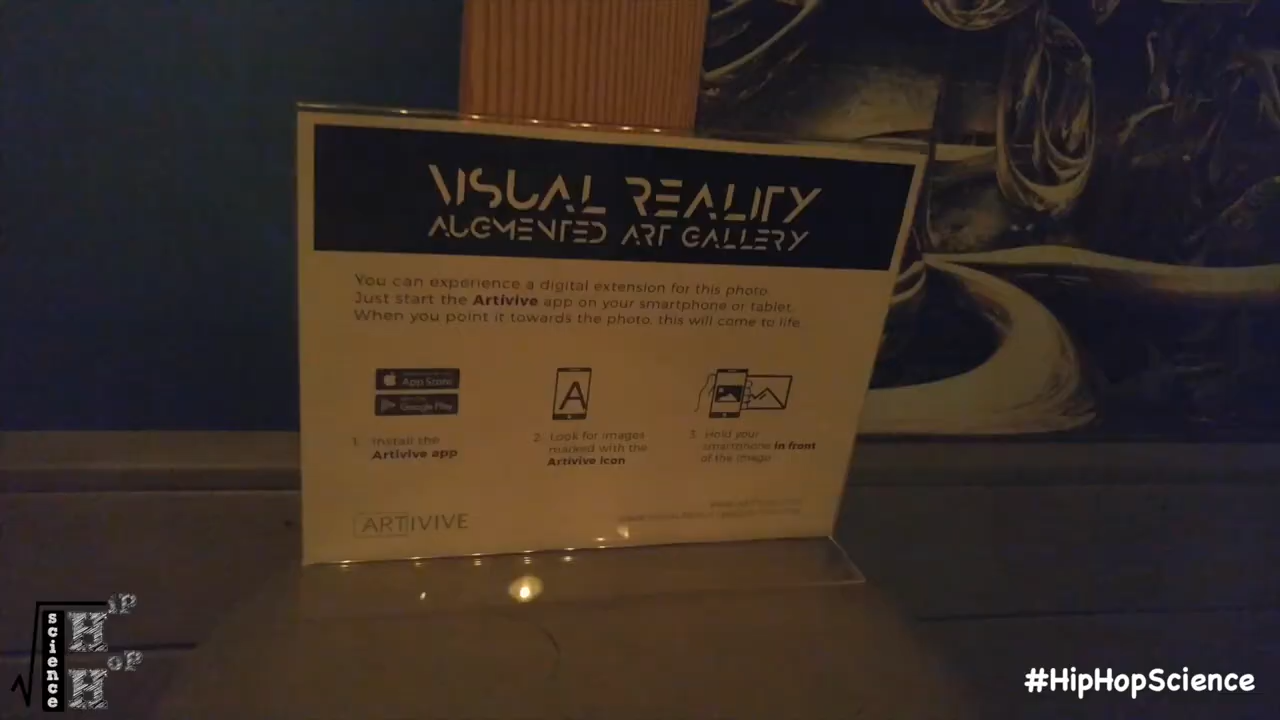 VISUAL REALITY
AUGMENTED ART GALLERY
You can experience a digital extension for this photo.
Just start the Artivive app on your smartphone or tablet.
When you point it towards the photo, this will come to life.
App Store
Google Play
A
1. Install the
Artivive app
2. Look for images
marked with the
Artivive icon
3. Hold your
smartphone in front
of the image
ARTIVIVE
science
HiP
HoP
#HipHopScience